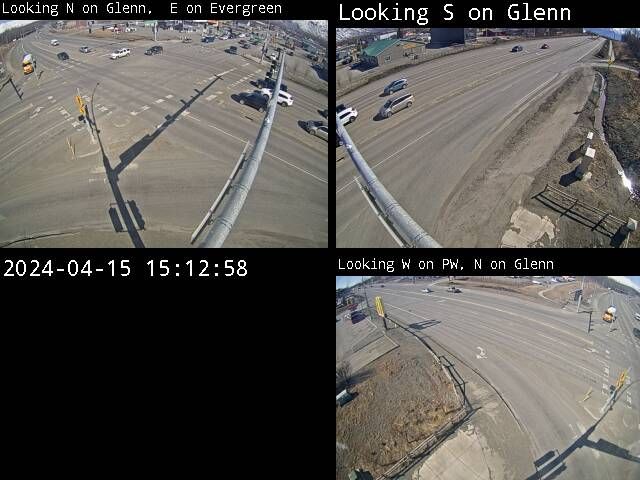 Looking N on Glenn, E on Evergreen
Looking S on Glenn
2024-04-15 15:12:58
Looking W on PW, N on Glenn